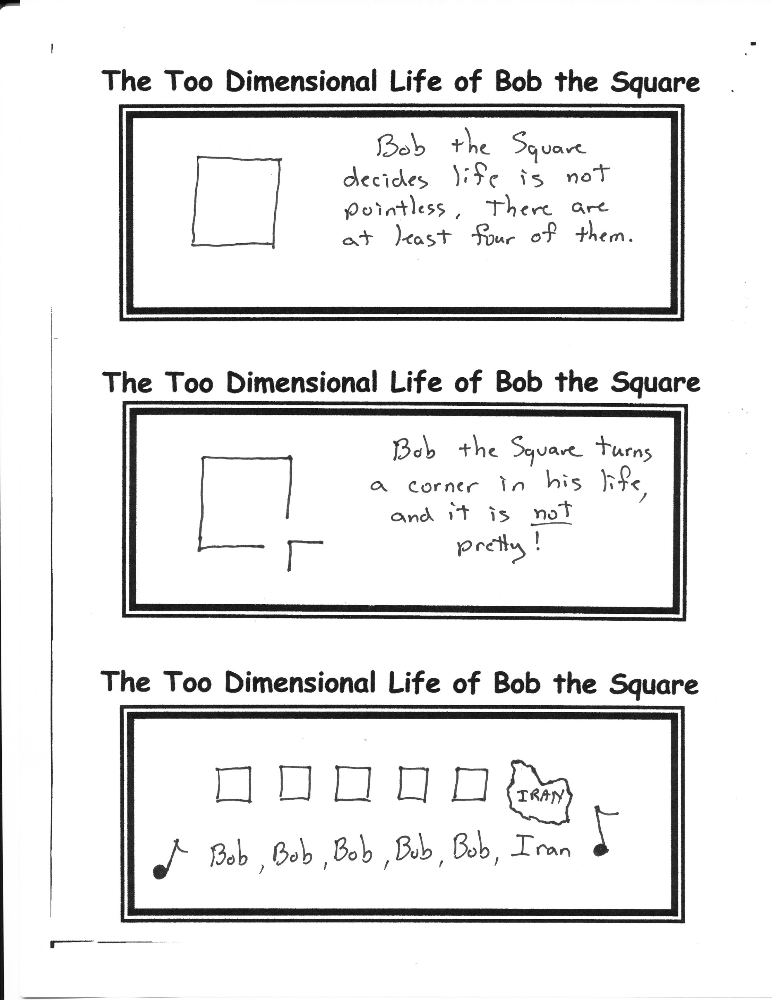 The Too Dimensional Life of Bob the Square
Bob the Square
decides life is not
pointless. There are
at least four of them.
The Too Dimensional Life of Bob the Square
Bob the Square turns
a corner in his life,
and it is not
pretty!
The Too Dimensional Life of Bob the Square
IRAN
Bob, Bob, Bob, Bob, Bob, Iran